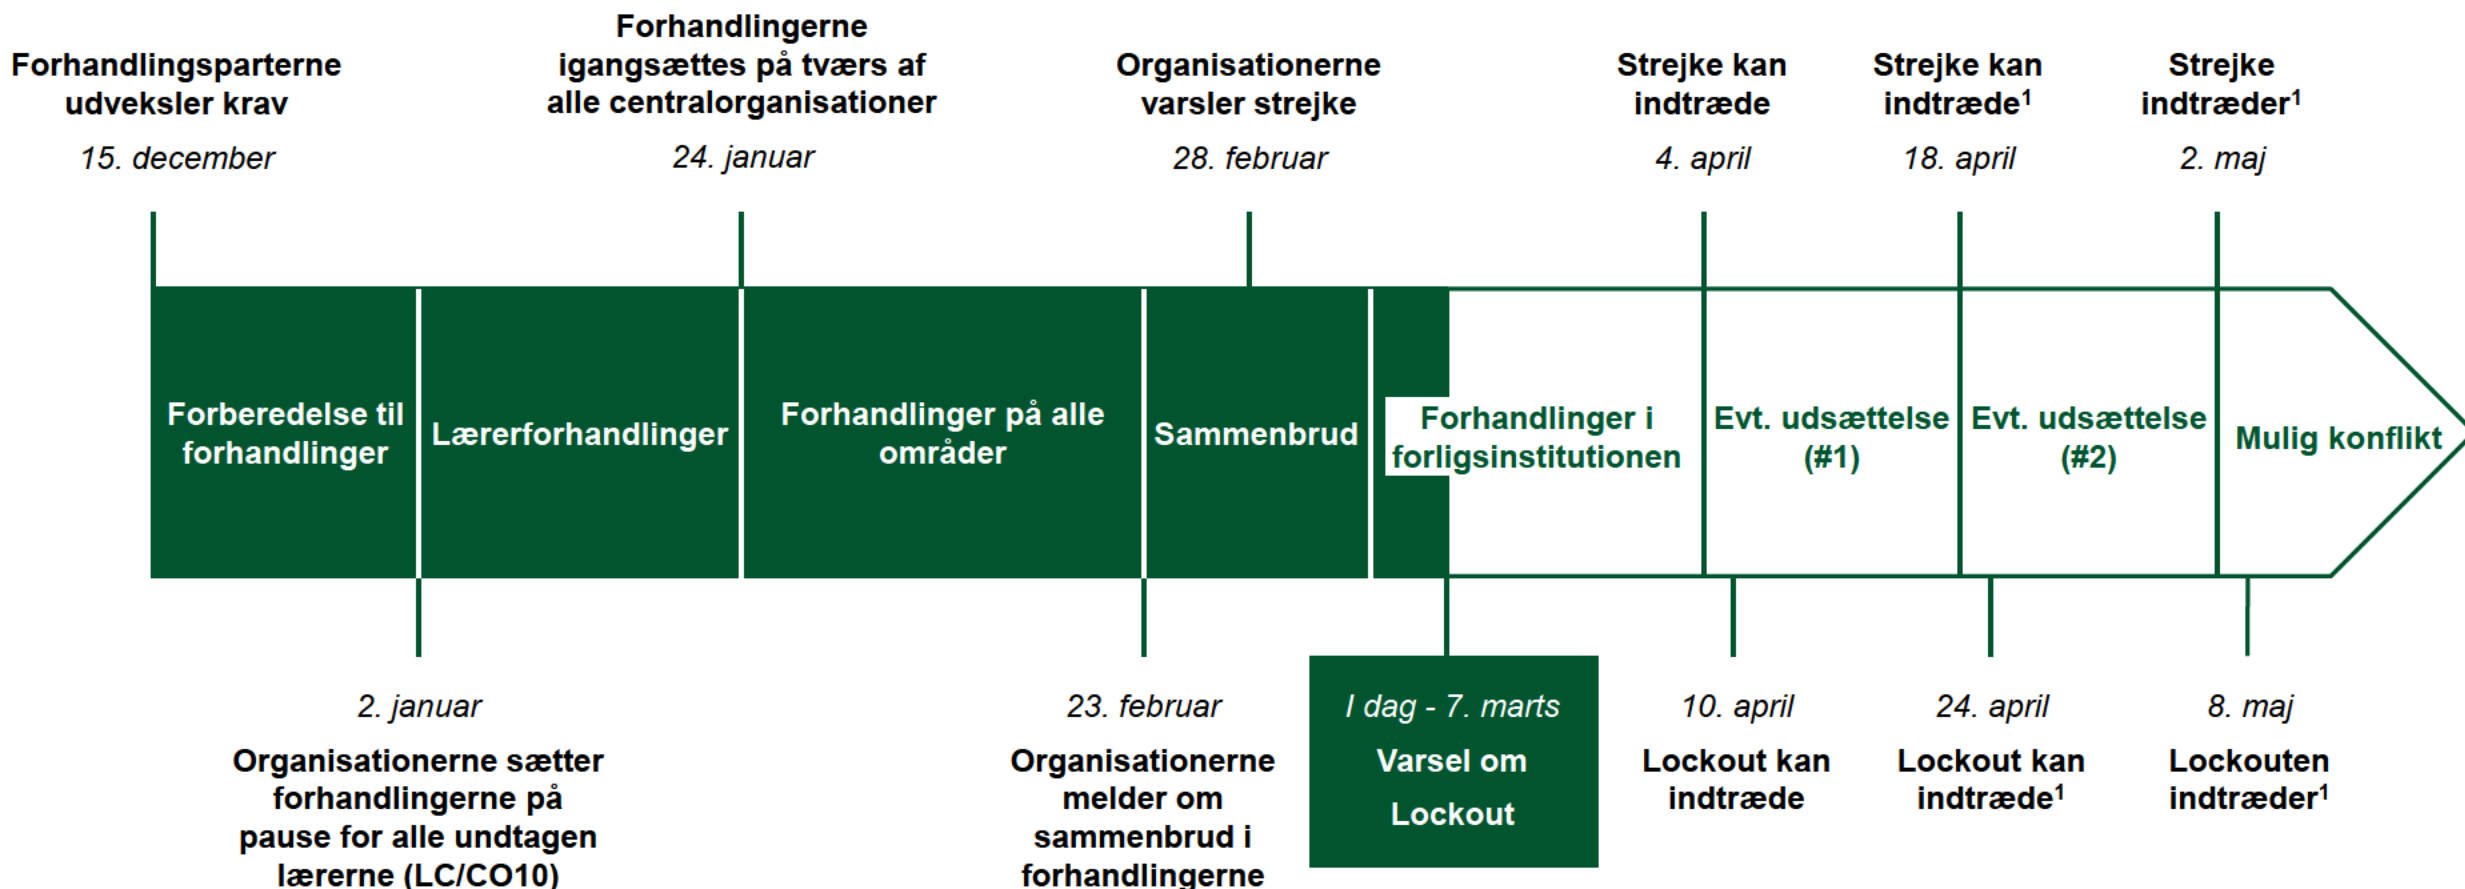 Forhandlingsparterne
udveksler krav
15. december
Forhandlingerne
igangsættes på tværs af
alle centralorganisationer
24. januar
Organisationerne
varsler strejke
28. februar
Strejke kan
indtræde
4. april
Strejke kan
indtræde¹
18. april
Strejke
indtræder¹
2. maj
Forberedelse til
forhandlinger
Lærerforhandlinger
Forhandlinger på alle
områder
Sammenbrud
Forhandlinger i
forligsinstitutionen
Evt. udsættelse
(#1)
Evt. udsættelse
(#2)
Mulig konflikt
2. januar
Organisationerne sætter
forhandlingerne på
pause for alle undtagen
lærerne (LC/CO10)
23. februar
Organisationerne
melder om
sammenbrud i
forhandlingerne
I dag - 7. marts
Varsel om
Lockout
10. april
Lockout kan
indtræde
24. april
Lockout kan
indtræde¹
8. maj
Lockouten
indtræder¹